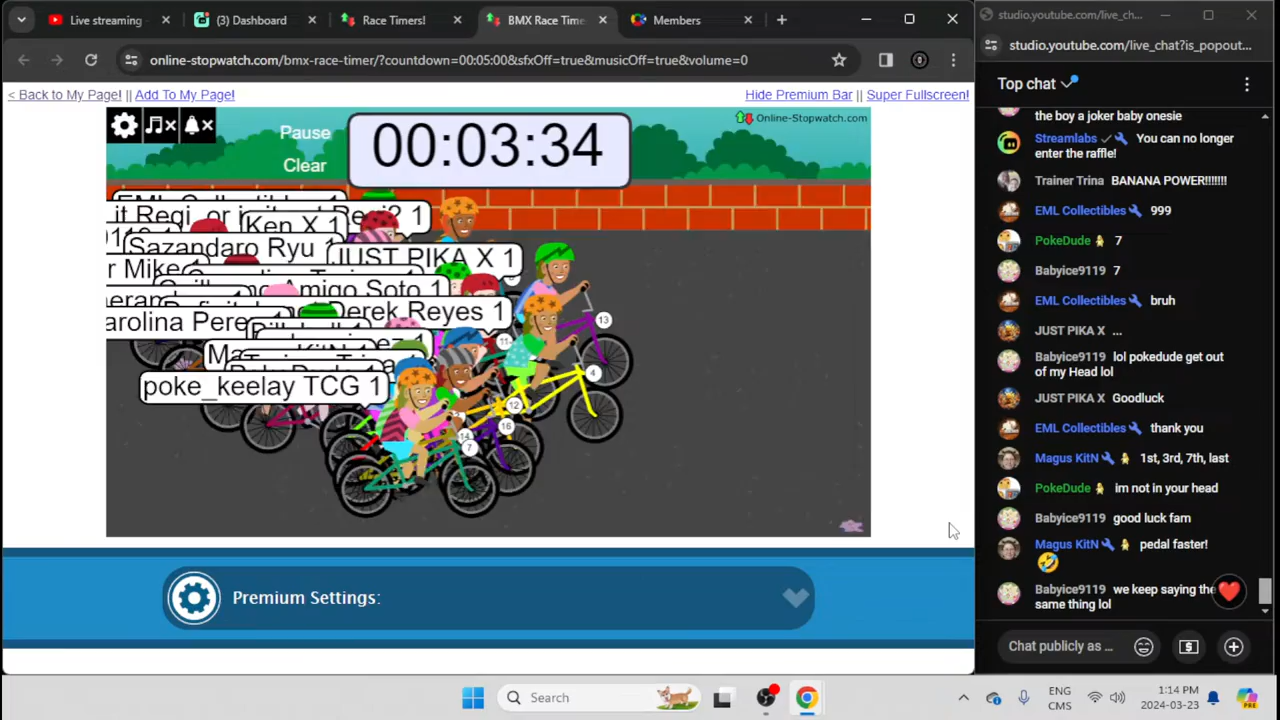 Live streaming
(3) Dashboard
Race Timers!
BMX Race Time
Members
studio.youtube.com/live_ch...
online-stopwatch.com/bmx-race-timer/?countdown=00:05:00&sfxOff=true&musicOff=true&volume=0
studio.youtube.com/live_chat?is_popout...
< Back to My Page! || Add To My Page!
Hide Premium Bar || Super Fullscreen!
Pause
Clear
00:03:34
Online-Stopwatch.com
Ken X 1
Sazandaro Ryu 1
JUST PIKA X 1
r Mike
Amigo Soto 1
Derek Reyes 1
arolina Pere
poke_keelay TCG 1
13
4
11
12
16
14
7
Premium Settings:
Top chat
the boy a joker baby onesie
Streamlabs You can no longer
enter the raffle!
Trainer Trina BANANA POWER!!!!!!!
EML Collectibles 999
PokeDude 7
Babyice9119 7
EML Collectibles bruh
JUST PIKA X ...
Babyice9119 lol pokedude get out
of my Head lol
JUST PIKA X Goodluck
EML Collectibles thank you
Magus KitN 1st, 3rd, 7th, last
PokeDude im not in your head
Babyice9119 good luck fam
Magus KitN pedal faster!
Babyice9119 we keep saying the
same thing lol
Chat publicly as ...
Search
ENG
CMS
1:14 PM
2024-03-23
PRE